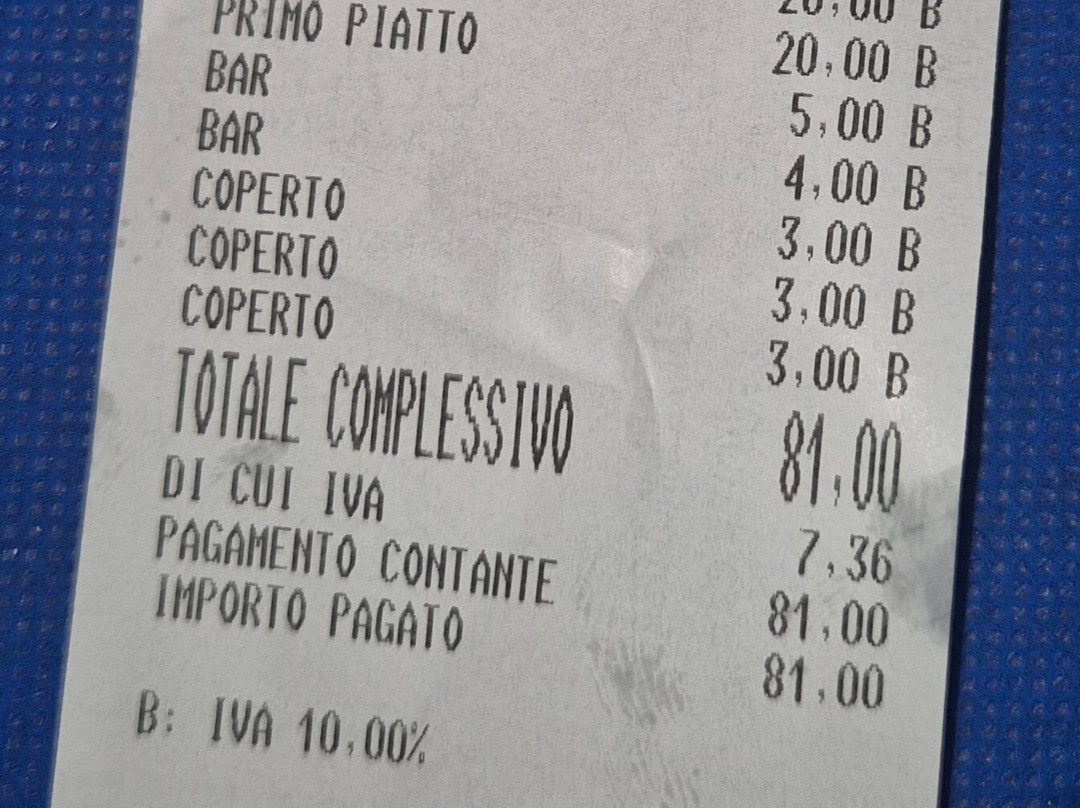 20,00 B
PRIMO PIATTO 20,00 B
BAR 5,00 B
BAR 4,00 B
COPERTO 3,00 B
COPERTO 3,00 B
COPERTO 3,00 B
TOTALE COMPLESSIVO 81,00
DI CUI IVA 7,36
PAGAMENTO CONTANTE 81,00
IMPORTO PAGATO 81,00
B: IVA 10,00%